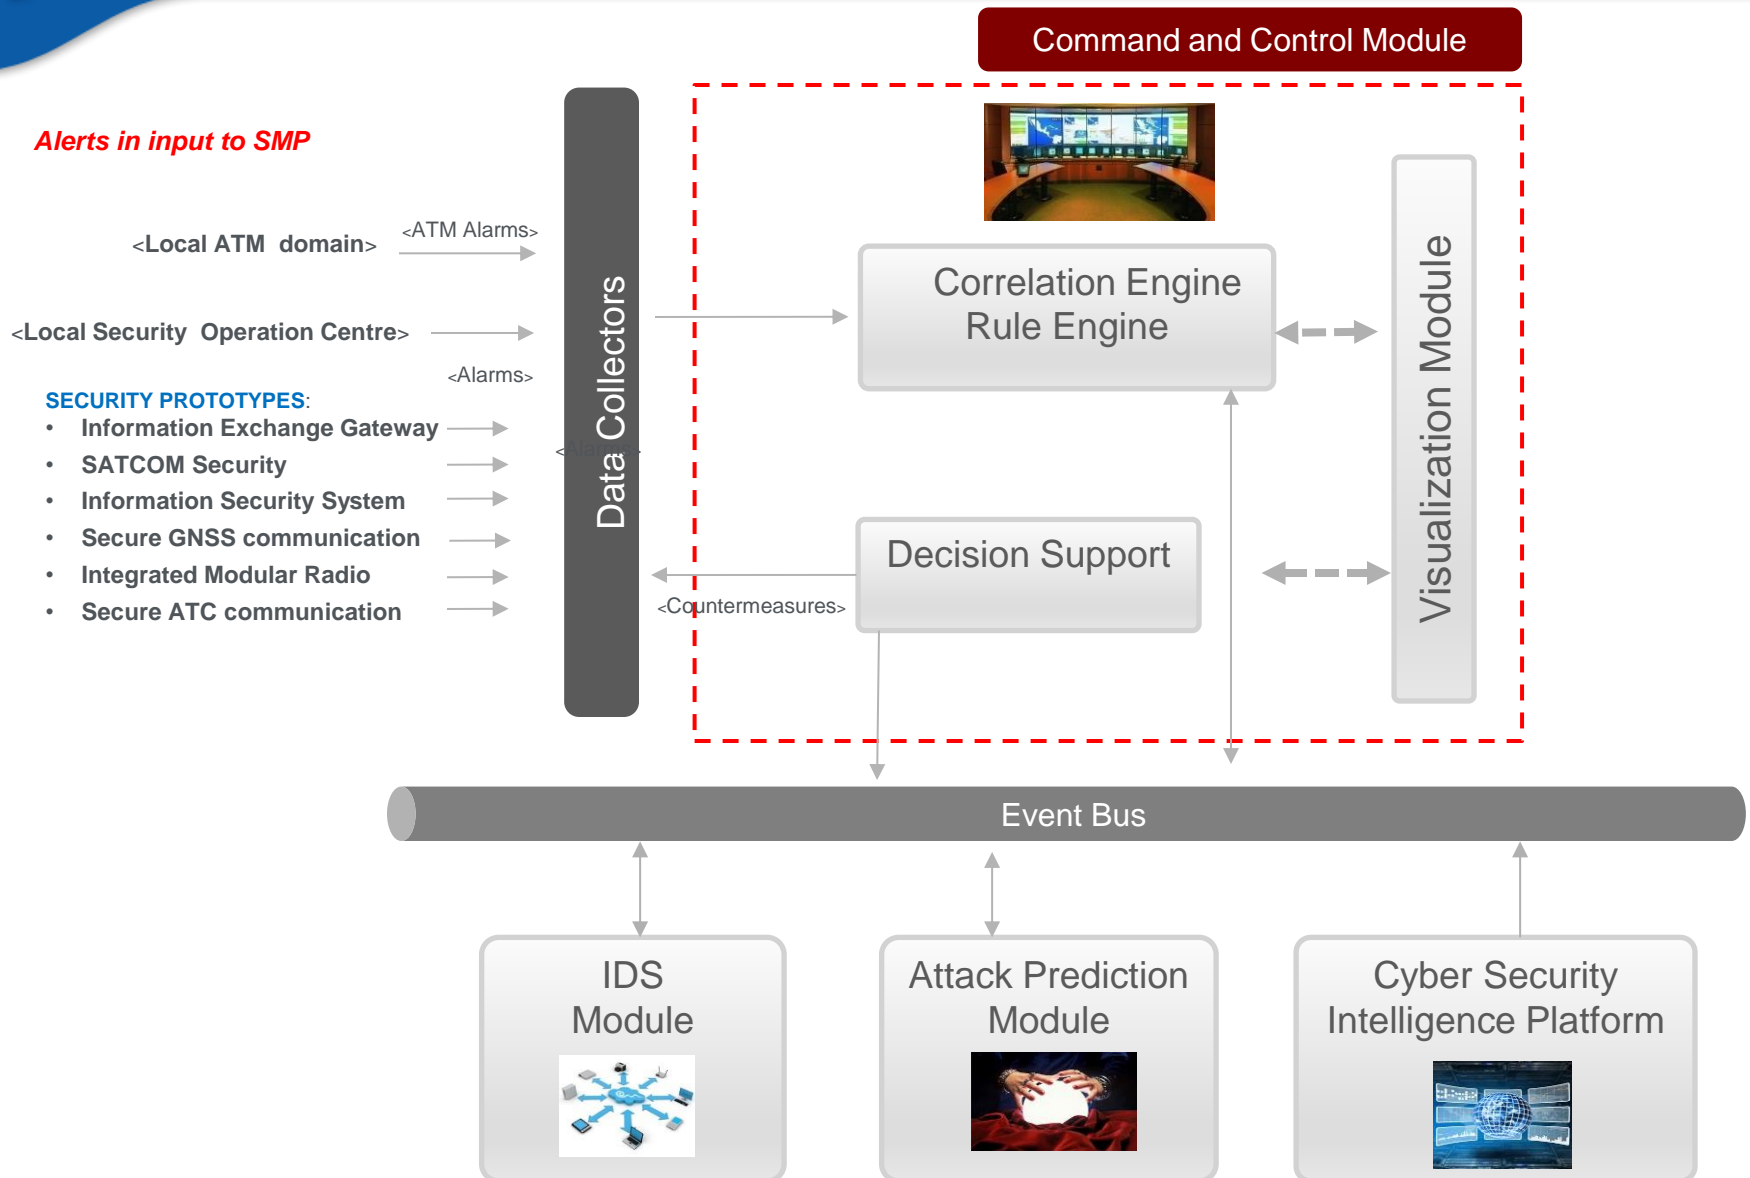 Command and Control Module
Alerts in input to SMP
<ATM Alarms>
<Local ATM domain>
<Local Security Operation Centre>
<Alarms>
SECURITY PROTOTYPES:
• Information Exchange Gateway
• SATCOM Security
• Information Security System
• Secure GNSS communication
• Integrated Modular Radio
• Secure ATC communication
<Alarms>
Data Collectors
Correlation Engine
Rule Engine
Decision Support
<Countermeasures>
Visualization Module
Event Bus
IDS
Module
Attack Prediction
Module
Cyber Security
Intelligence Platform